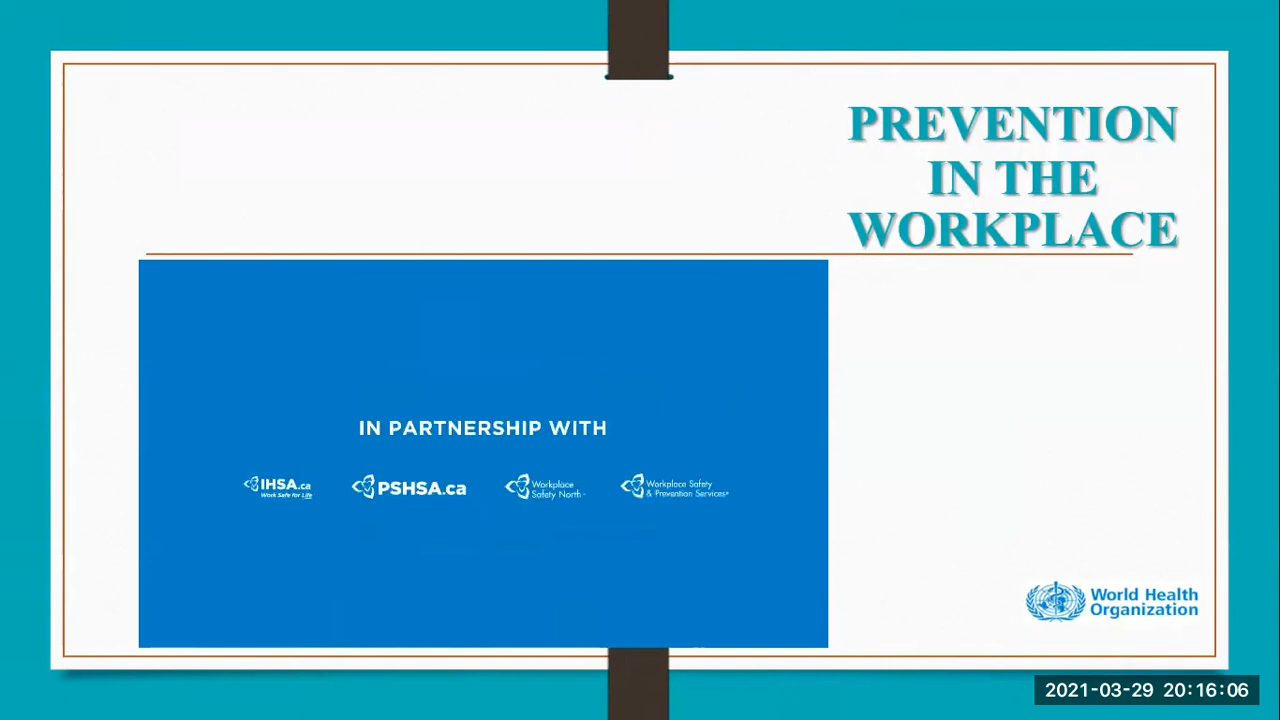 PREVENTION
IN THE
WORKPLACE
IN PARTNERSHIP WITH
IHSA.ca
Work Safe for Life
PSHSA.ca
Workplace
Safety North
Workplace Safety
& Prevention Services
World Health
Organization
2021-03-29 20:16:06